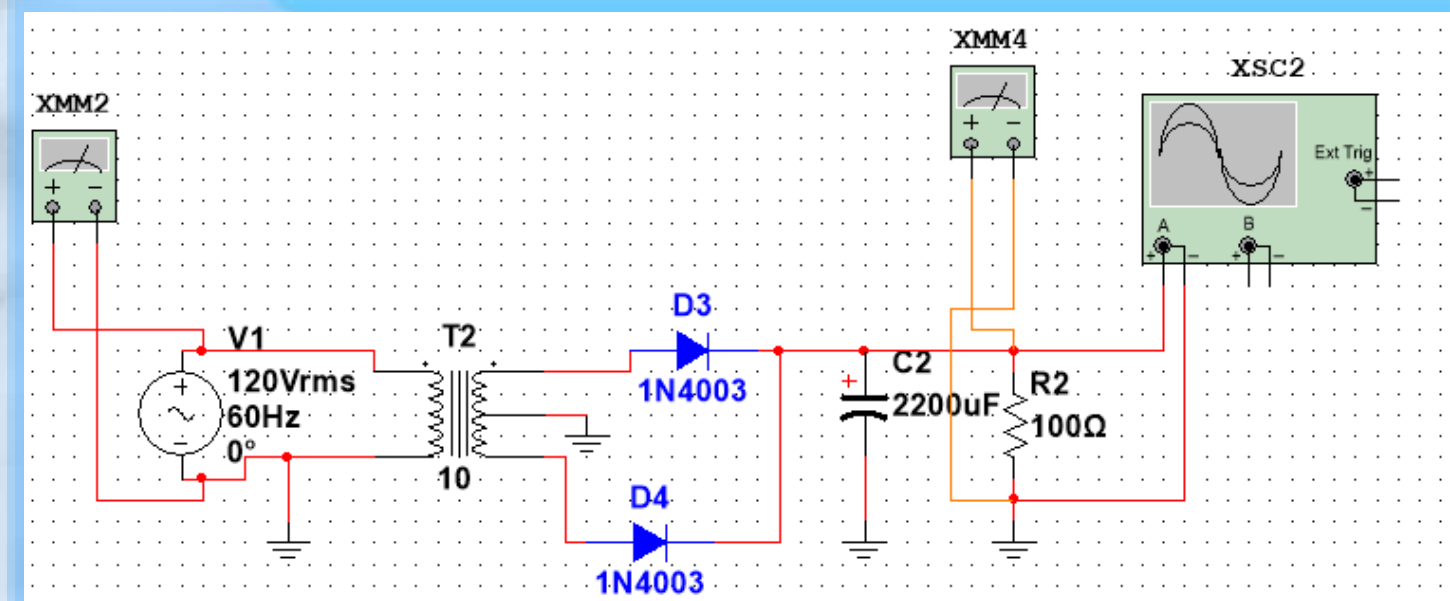 XMM4
XSC2
XMM2
+ -
+ -
Ext Trig
+
-
A
B
+ -
+ -
D3
V1
T2
1N4003
C2
+
+
120Vrms
2200uF
R2
60Hz
100Ω
-
0°
10
D4
1N4003